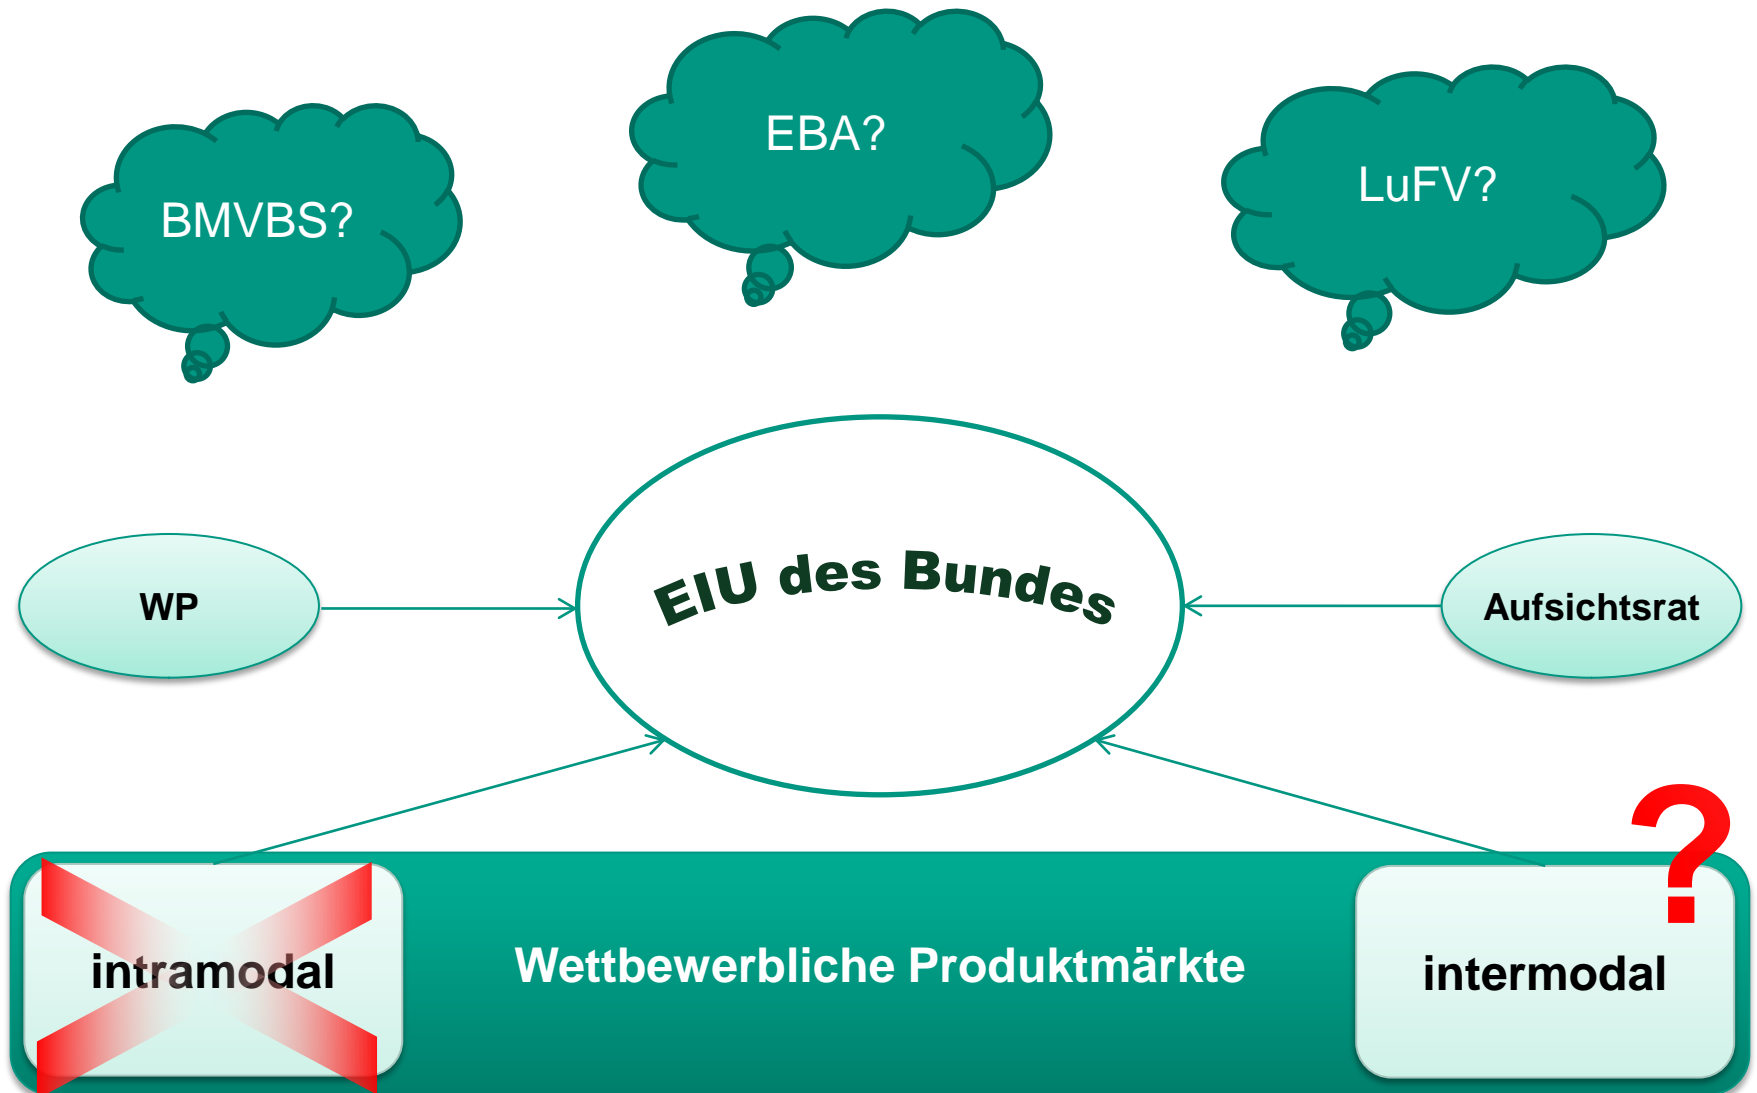 BMVBS?
EBA?
LuFV?
EIU des Bundes
WP
Aufsichtsrat
?
intramodal
Wettbewerbliche Produktmärkte
intermodal